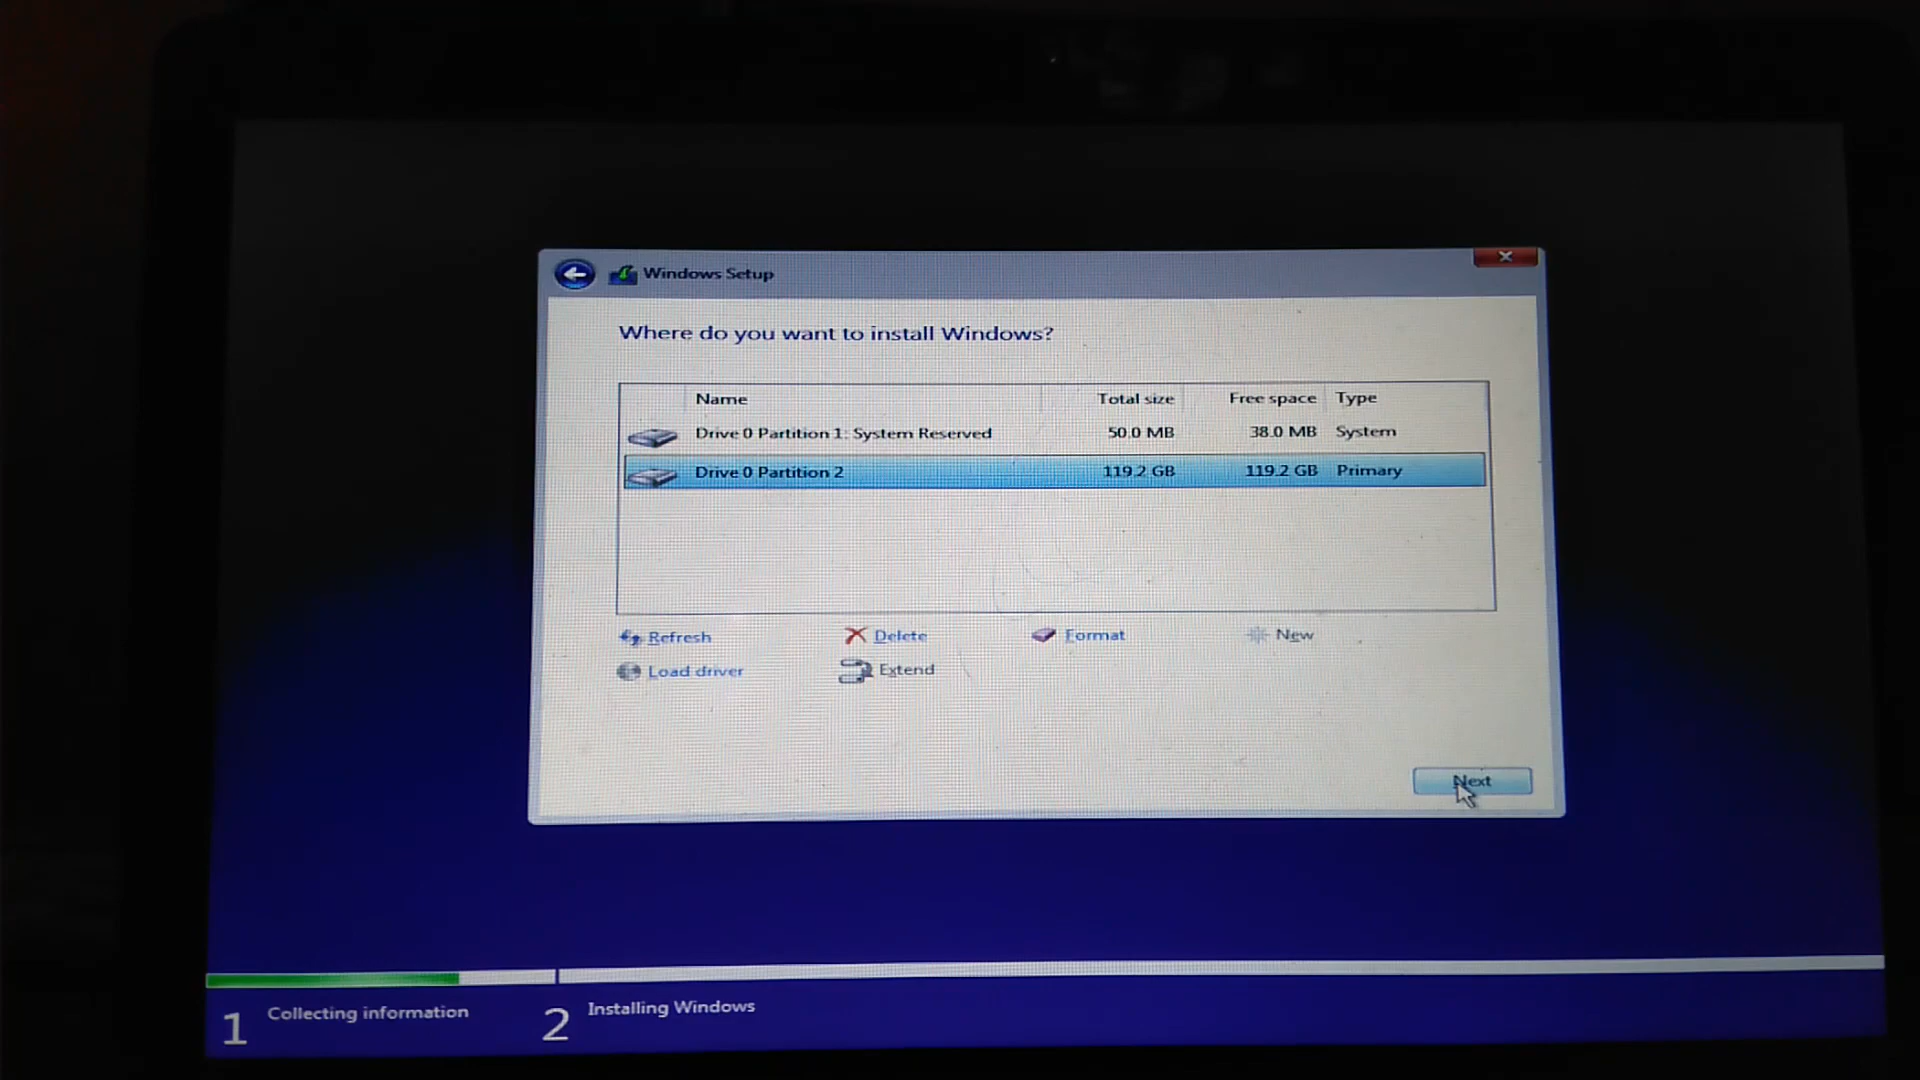 Windows Setup
Where do you want to install Windows?
Name Total size Free space Type
Drive 0 Partition 1: System Reserved 50.0 MB 38.0 MB System
Drive 0 Partition 2 119.2 GB 119.2 GB Primary
Refresh Delete Format New
Load driver Extend
Next
1 Collecting information 2 Installing Windows